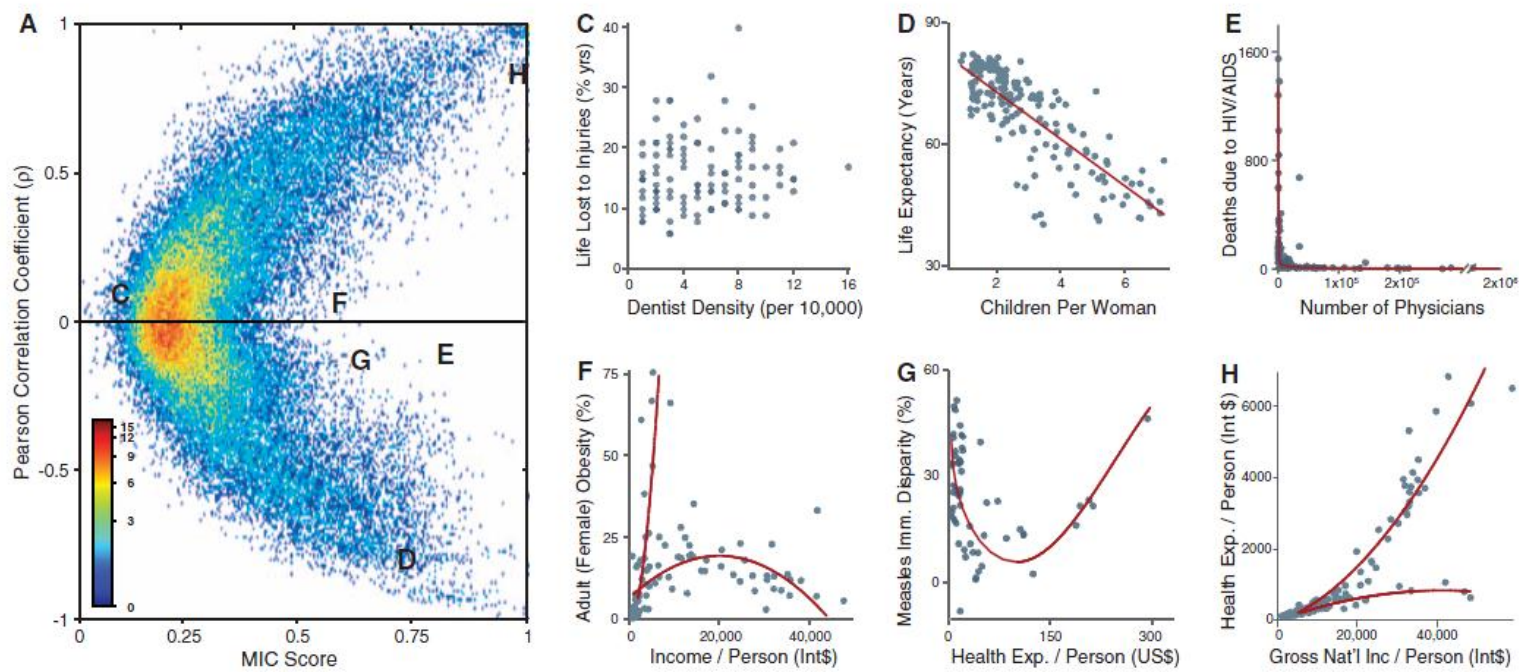 A
1
0.5
0
-0.5
-1
Pearson Correlation Coefficient (ρ)
H
C
F
G
E
D
15
12
9
6
3
0
0
0.25
0.5
0.75
1
MIC Score
C
40
30
20
10
0
Life Lost to Injuries (% yrs)
0
4
8
12
16
Dentist Density (per 10,000)
D
90
60
30
Life Expectancy (Years)
2
4
6
Children Per Woman
E
1600
800
0
Deaths due to HIV/AIDS
0
1x10⁵
2x10⁵
2x10⁶
Number of Physicians
F
75
50
25
0
Adult (Female) Obesity (%)
0
20,000
40,000
Income / Person (Int$)
G
60
30
0
Measles Imm. Disparity (%)
0
150
300
Health Exp. / Person (US$)
H
6000
4000
2000
0
Health Exp. / Person (Int $)
0
20,000
40,000
Gross Nat'l Inc / Person (Int$)